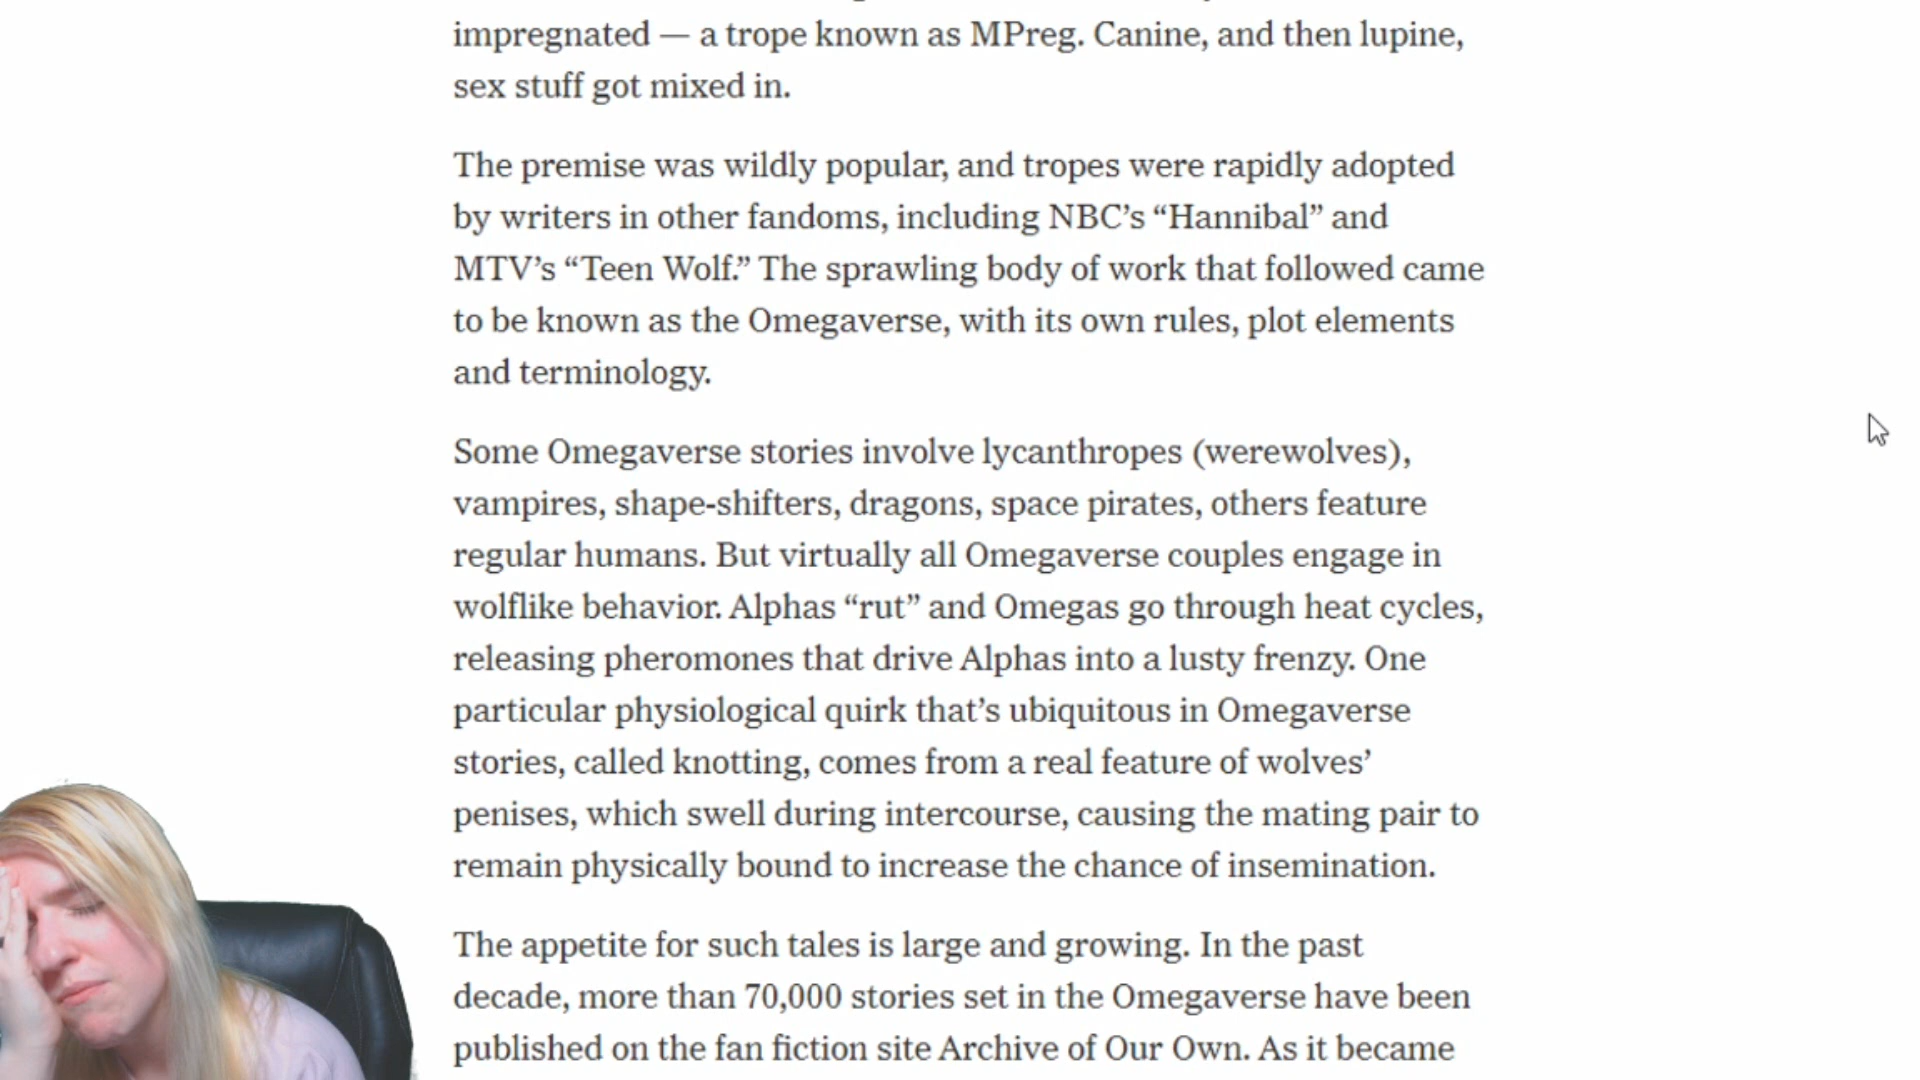 impregnated — a trope known as MPreg. Canine, and then lupine,
sex stuff got mixed in.
The premise was wildly popular, and tropes were rapidly adopted
by writers in other fandoms, including NBC’s “Hannibal” and
MTV’s “Teen Wolf.” The sprawling body of work that followed came
to be known as the Omegaverse, with its own rules, plot elements
and terminology.
Some Omegaverse stories involve lycanthropes (werewolves),
vampires, shape-shifters, dragons, space pirates, others feature
regular humans. But virtually all Omegaverse couples engage in
wolflike behavior. Alphas “rut” and Omegas go through heat cycles,
releasing pheromones that drive Alphas into a lusty frenzy. One
particular physiological quirk that’s ubiquitous in Omegaverse
stories, called knotting, comes from a real feature of wolves’
penises, which swell during intercourse, causing the mating pair to
remain physically bound to increase the chance of insemination.
The appetite for such tales is large and growing. In the past
decade, more than 70,000 stories set in the Omegaverse have been
published on the fan fiction site Archive of Our Own. As it became